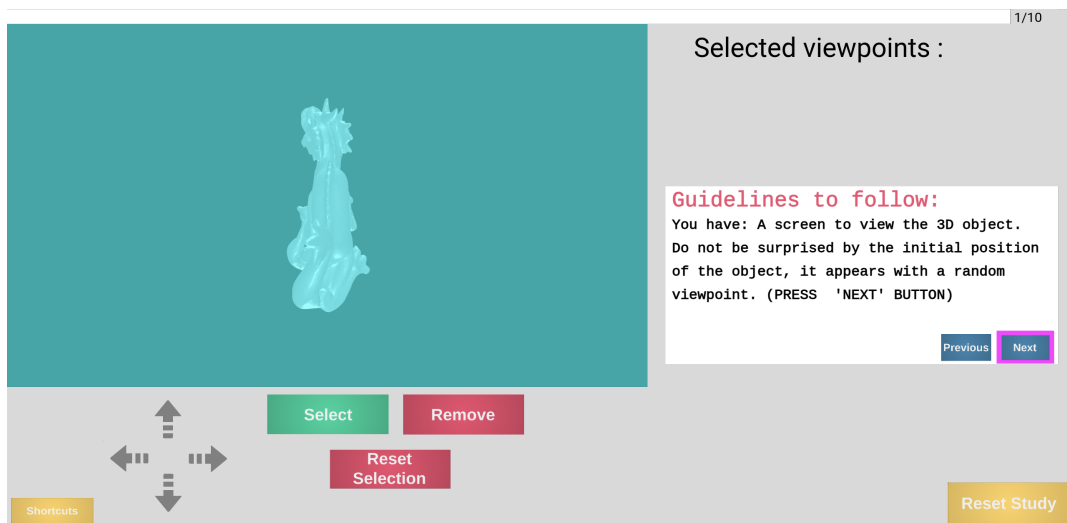 1/10
Selected viewpoints :
Guidelines to follow:
You have: A screen to view the 3D object.
Do not be surprised by the initial position
of the object, it appears with a random
viewpoint. (PRESS 'NEXT' BUTTON)
Previous
Next
Select
Remove
Reset
Selection
Shortcuts
Reset Study